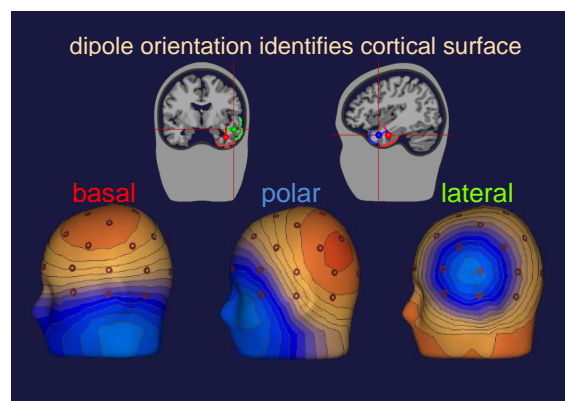 dipole orientation identifies cortical surface
basal polar lateral